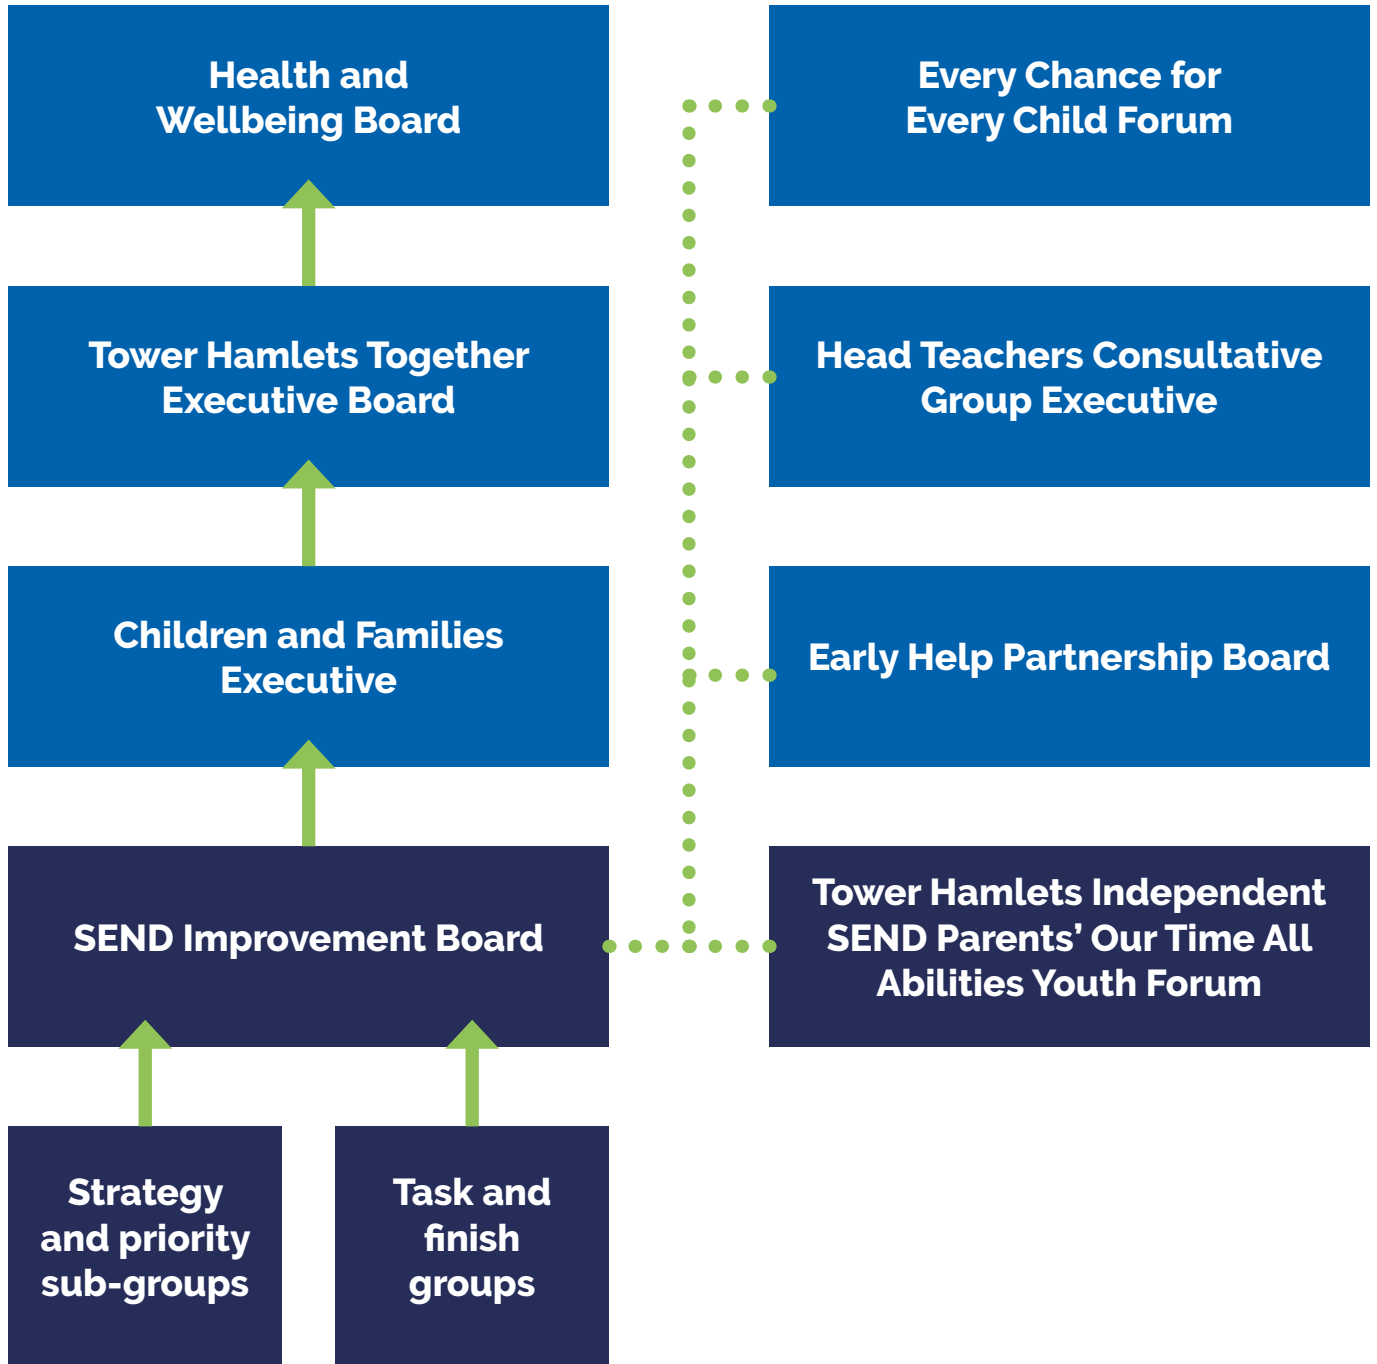 Health and
Wellbeing Board
Every Chance for
Every Child Forum
Tower Hamlets Together
Executive Board
Head Teachers Consultative
Group Executive
Children and Families
Executive
Early Help Partnership Board
SEND Improvement Board
Tower Hamlets Independent
SEND Parents’ Our Time All
Abilities Youth Forum
Strategy
and priority
sub-groups
Task and
finish
groups